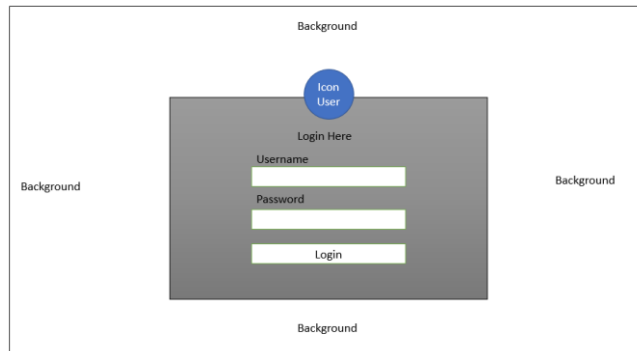 Background
Icon
User
Login Here
Username
Background
Background
Password
Login
Background